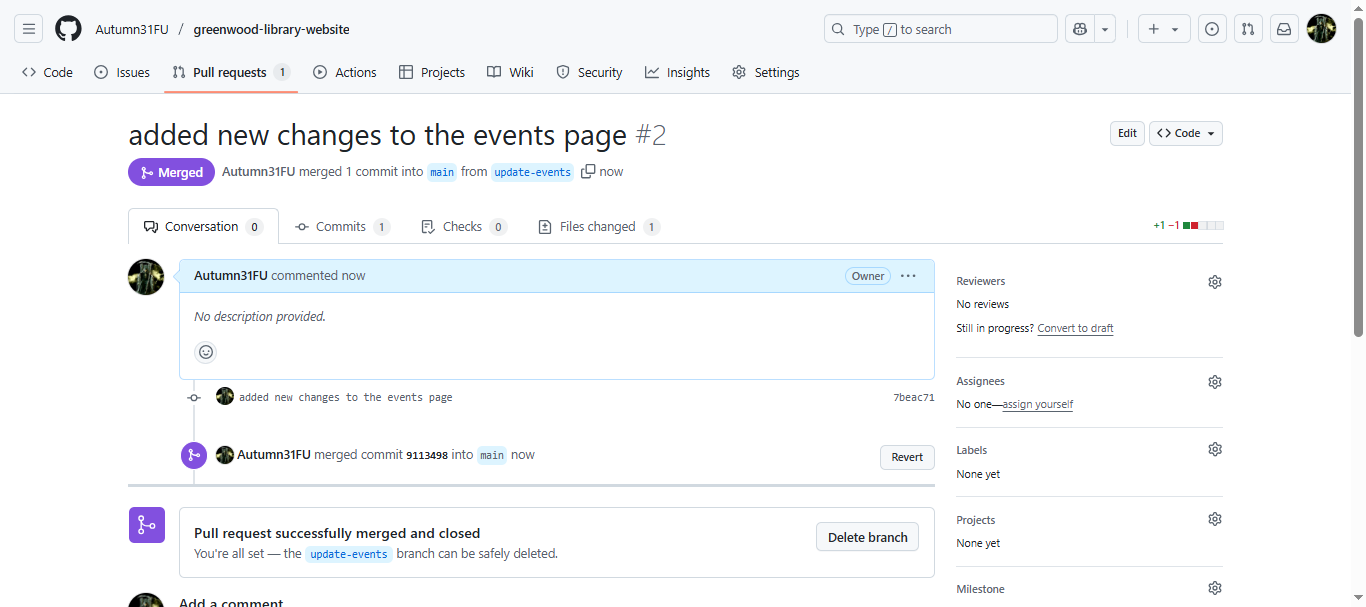 Autumn31FU / greenwood-library-website
Type / to search
Code Issues Pull requests 1 Actions Projects Wiki Security Insights Settings
added new changes to the events page #2
Edit
Code
Merged Autumn31FU merged 1 commit into main from update-events now
Conversation 0 Commits 1 Checks 0 Files changed 1
+1 −1
Autumn31FU commented now
Owner
No description provided.
added new changes to the events page
7beac71
Autumn31FU merged commit 9113498 into main now
Revert
Pull request successfully merged and closed
You're all set — the update-events branch can be safely deleted.
Delete branch
Add a comment
Reviewers
No reviews
Still in progress? Convert to draft
Assignees
No one—assign yourself
Labels
None yet
Projects
None yet
Milestone